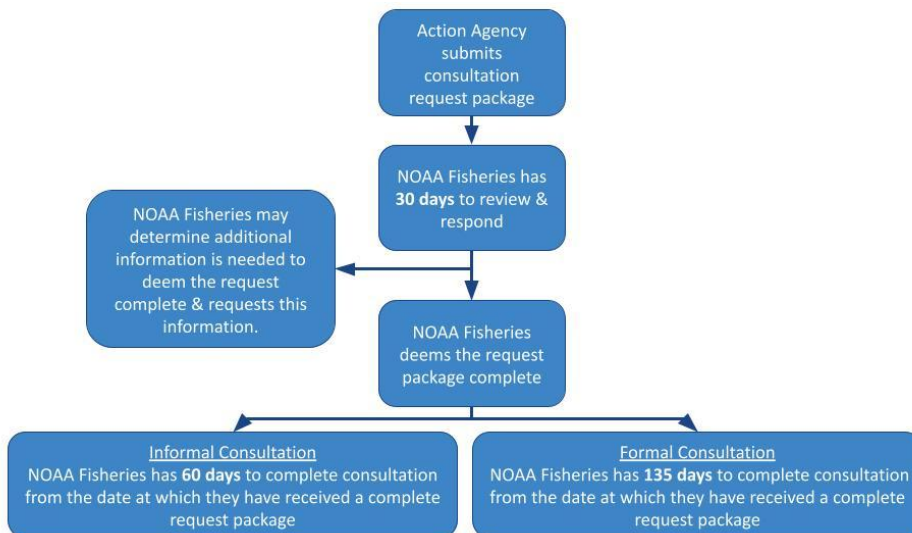 Action Agency
submits
consultation
request package
NOAA Fisheries has
30 days to review &
respond
NOAA Fisheries may
determine additional
information is needed to
deem the request
complete & requests this
information.
NOAA Fisheries
deems the request
package complete
Informal Consultation
NOAA Fisheries has 60 days to complete consultation
from the date at which they have received a complete
request package
Formal Consultation
NOAA Fisheries has 135 days to complete consultation
from the date at which they have received a complete
request package